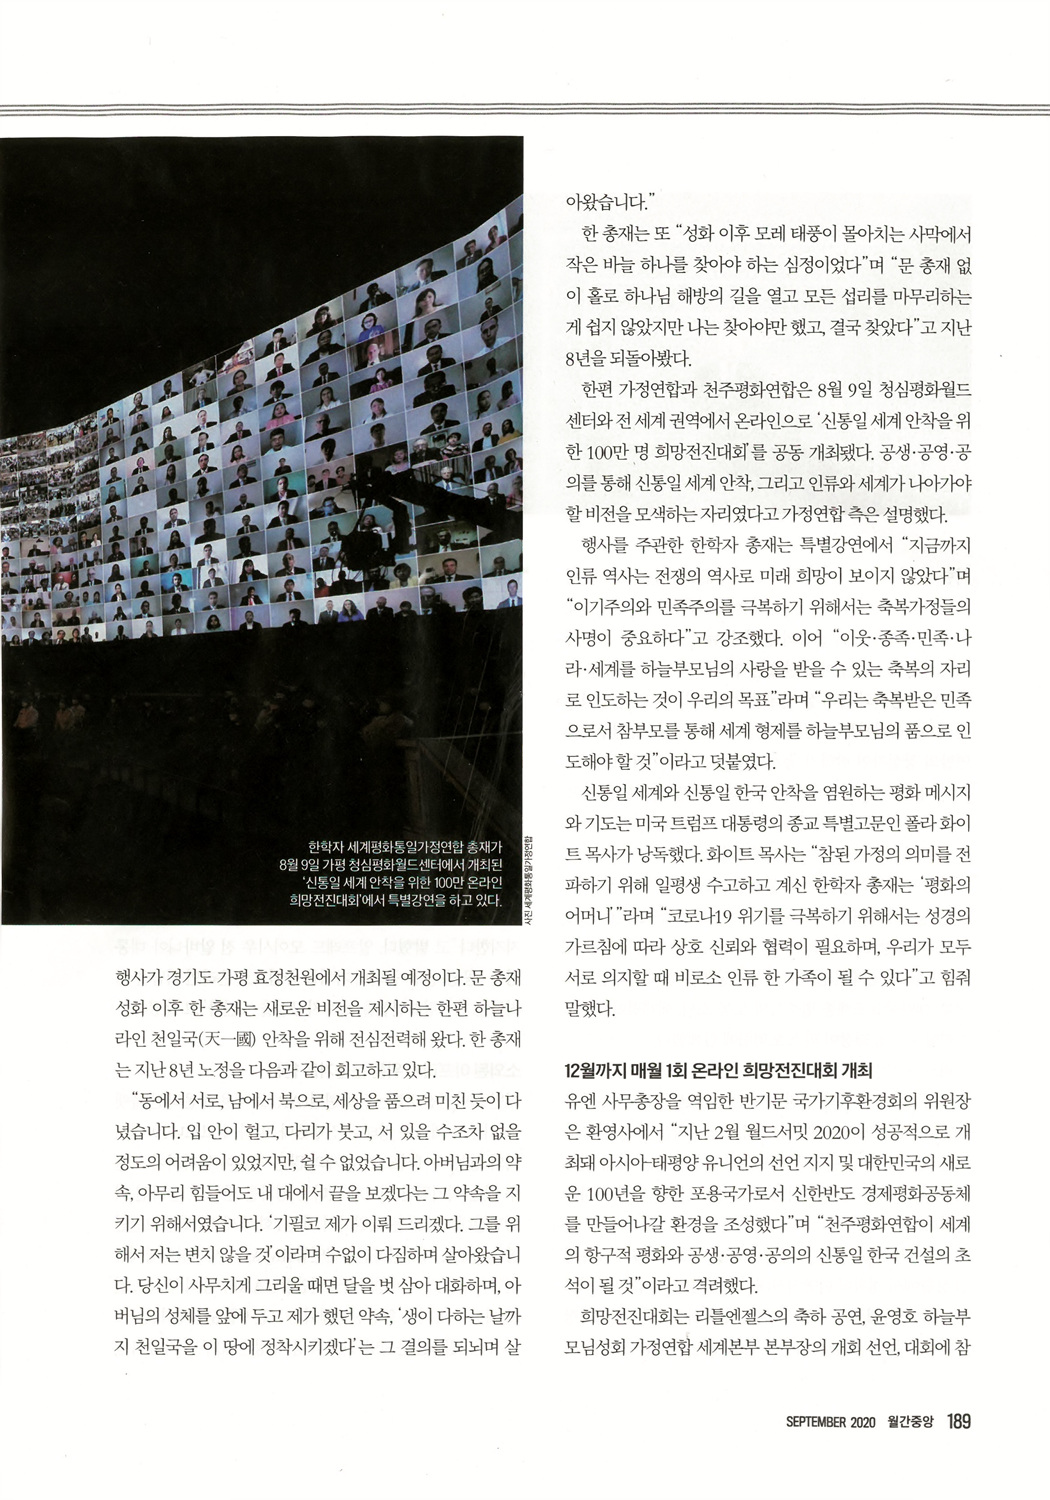 한학자 세계평화통일가정연합 총재가
8월 9일 가평 청심평화월드센터에서 개최된
‘신통일 세계 안착을 위한 100만 온라인
희망전진대회’에서 특별강연을 하고 있다.
사진 세계평화통일가정연합
행사가 경기도 가평 효정천원에서 개최될 예정이다. 문 총재
성화 이후 한 총재는 새로운 비전을 제시하는 한편 하늘나
라인 천일국(天一國) 안착을 위해 전심전력해 왔다. 한 총재
는 지난 8년 노정을 다음과 같이 회고하고 있다.
“동에서 서로, 남에서 북으로, 세상을 품으려 미친 듯이 다
녔습니다. 입 안이 헐고, 다리가 붓고, 서 있을 수조차 없을
정도의 어려움이 있었지만, 쉴 수 없었습니다. 아버님과의 약
속, 아무리 힘들어도 내 대에서 끝을 보겠다는 그 약속을 지
키기 위해서였습니다. ‘기필코 제가 이뤄 드리겠다. 그를 위
해서 저는 변치 않을 것’이라며 수없이 다짐하며 살아왔습니
다. 당신이 사무치게 그리울 때면 달을 벗 삼아 대화하며, 아
버님의 성체를 앞에 두고 제가 했던 약속, ‘생이 다하는 날까
지 천일국을 이 땅에 정착시키겠다’는 그 결의를 되뇌며 살
아왔습니다.”
한 총재는 또 “성화 이후 모레 태풍이 몰아치는 사막에서
작은 바늘 하나를 찾아야 하는 심정이었다”며 “문 총재 없
이 홀로 하나님 해방의 길을 열고 모든 섭리를 마무리하는
게 쉽지 않았지만 나는 찾아야만 했고, 결국 찾았다”고 지난
8년을 되돌아봤다.
한편 가정연합과 천주평화연합은 8월 9일 청심평화월드
센터와 전 세계 권역에서 온라인으로 ‘신통일 세계 안착을 위
한 100만 명 희망전진대회’를 공동 개최됐다. 공생·공영·공
의를 통해 신통일 세계 안착, 그리고 인류와 세계가 나아가야
할 비전을 모색하는 자리였다고 가정연합 측은 설명했다.
행사를 주관한 한학자 총재는 특별강연에서 “지금까지
인류 역사는 전쟁의 역사로 미래 희망이 보이지 않았다”며
“이기주의와 민족주의를 극복하기 위해서는 축복가정들의
사명이 중요하다”고 강조했다. 이어 “이웃·종족·민족·나
라·세계를 하늘부모님의 사랑을 받을 수 있는 축복의 자리
로 인도하는 것이 우리의 목표”라며 “우리는 축복받은 민족
으로서 참부모를 통해 세계 형제를 하늘부모님의 품으로 인
도해야 할 것”이라고 덧붙였다.
신통일 세계와 신통일 한국 안착을 염원하는 평화 메시지
와 기도는 미국 트럼프 대통령의 종교 특별고문인 폴라 화이
트 목사가 낭독했다. 화이트 목사는 “참된 가정의 의미를 전
파하기 위해 일평생 수고하고 계신 한학자 총재는 ‘평화의
어머니’”라며 “코로나19 위기를 극복하기 위해서는 성경의
가르침에 따라 상호 신뢰와 협력이 필요하며, 우리가 모두
서로 의지할 때 비로소 인류 한 가족이 될 수 있다”고 힘줘
말했다.
12월까지 매월 1회 온라인 희망전진대회 개최
유엔 사무총장을 역임한 반기문 국가기후환경회의 위원장
은 환영사에서 “지난 2월 월드서밋 2020이 성공적으로 개
최돼 아시아-태평양 유니언의 선언 지지 및 대한민국의 새로
운 100년을 향한 포용국가로서 신한반도 경제평화공동체
를 만들어나갈 환경을 조성했다”며 “천주평화연합이 세계
의 항구적 평화와 공생·공영·공의의 신통일 한국 건설의 초
석이 될 것”이라고 격려했다.
희망전진대회는 리틀엔젤스의 축하 공연, 윤영호 하늘부
모님성회 가정연합 세계본부 본부장의 개회 선언, 대회에 참
SEPTEMBER 2020 월간중앙 189